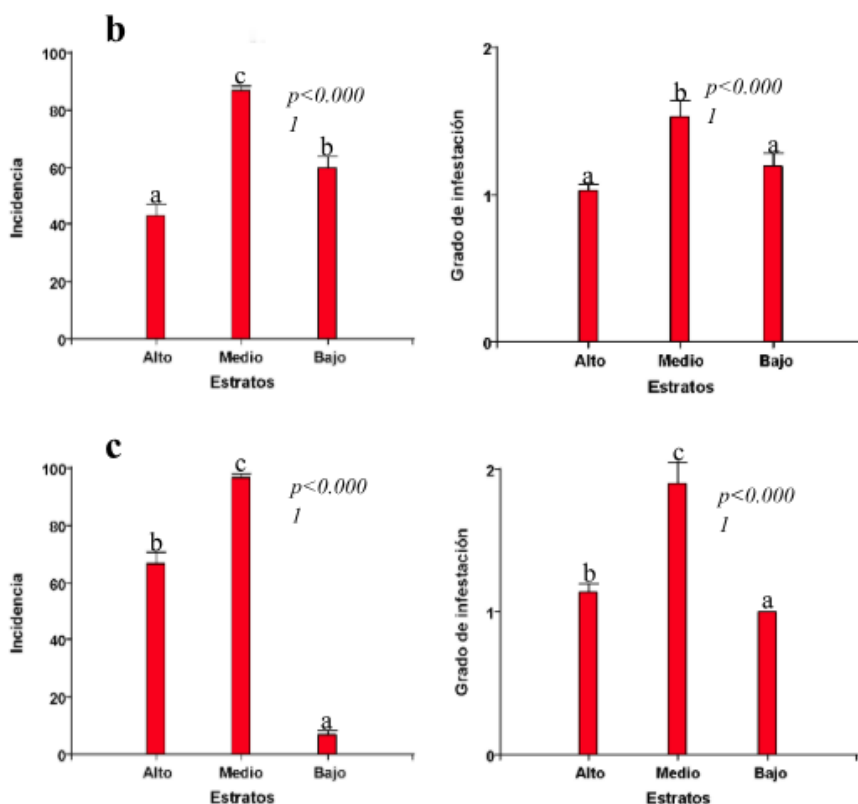 b
Incidencia
100
80
60
40
20
0
a
c
b
p<0.000
1
Alto Medio Bajo
Estratos
Grado de infestación
2
1
0
a
b
a
p<0.000
1
Alto Medio Bajo
Estratos
c
Incidencia
100
80
60
40
20
0
b
c
a
p<0.000
1
Alto Medio Bajo
Estratos
Grado de infestación
2
1
0
b
c
a
p<0.000
1
Alto Medio Bajo
Estratos